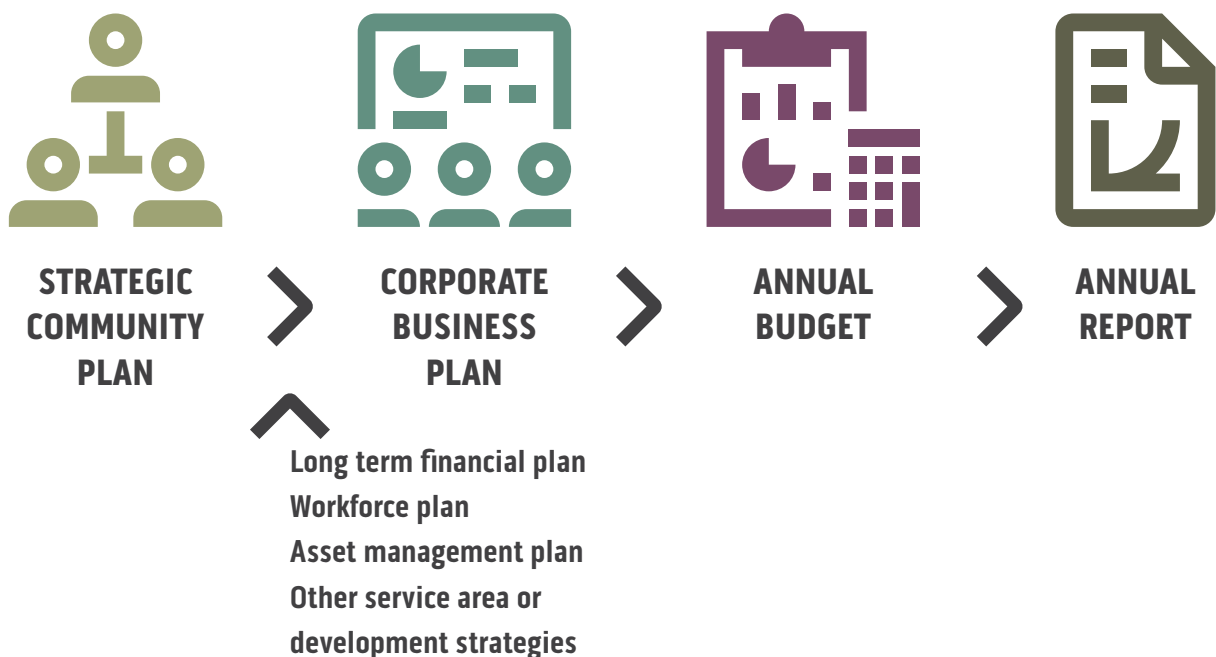 STRATEGIC
COMMUNITY
PLAN
CORPORATE
BUSINESS
PLAN
ANNUAL
BUDGET
ANNUAL
REPORT
Long term financial plan
Workforce plan
Asset management plan
Other service area or
development strategies